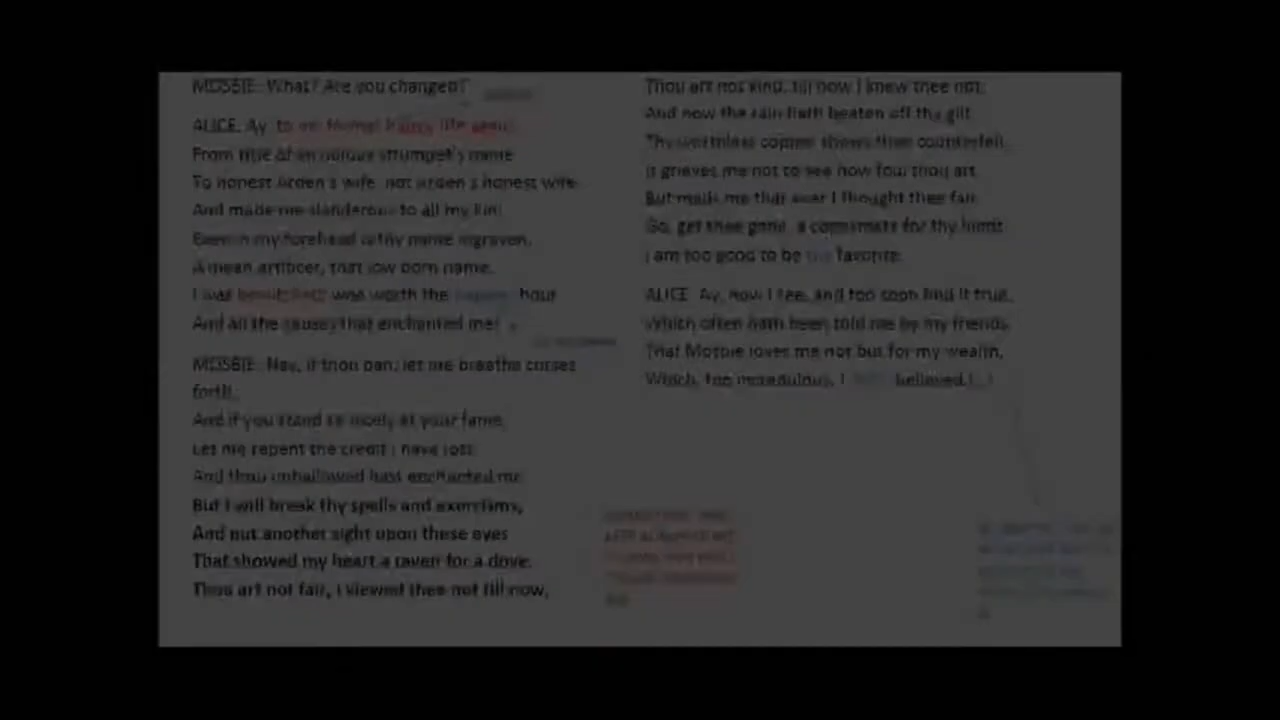 MOSBIE: What? Are you changed?
ALICE: Ay, to my former happy life again
From title of an odious strumpet's name
To honest Arden's wife, not Arden's honest wife
And made me slanderous to all my kin!
Even in my forehead is thy name ingraven,
A mean artificer, that low born name.
I was bewitched: woe worth the hour
And all the causes that enchanted me!
MOSBIE: Nay, if thou ban, let me breathe curses
forth,
And if you stand so nicely at your fame,
Let me repent the credit I have lost
And thou unhallowed hast enchanted me
But I will break thy spells and exorcisms,
And put another sight upon these eyes
That showed my heart a raven for a dove.
Thou art not fair, I viewed thee not till now,
Thou art not kind, till now I knew thee not.
And now the rain hath beaten off thy gilt
Thy worthless copper shows thee counterfeit.
It grieves me not to see how foul thou art
But mads me that ever I thought thee fair
Go, get thee gone, a copesmate for thy hinds
I am too good to be thy favorite.
ALICE: Ay, now I see, and too soon find it true,
Which often hath been told me by my friends
That Mosbie loves me not but for my wealth,
Which, too incredulous, I believed. (...)